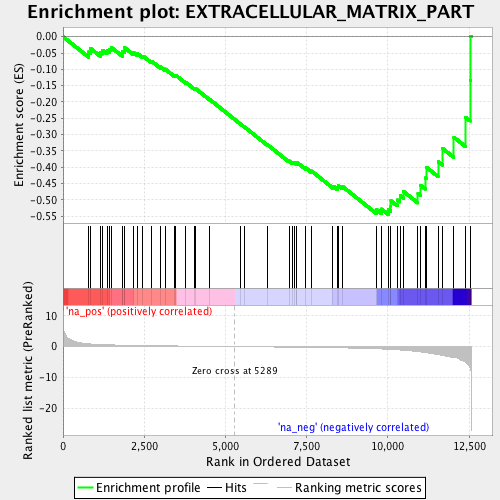 Enrichment plot: EXTRACELLULAR_MATRIX_PART
Enrichment score (ES)
0.00
-0.05
-0.10
-0.15
-0.20
-0.25
-0.30
-0.35
-0.40
-0.45
-0.50
-0.55
'na_pos' (positively correlated)
Ranked list metric (PreRanked)
10
0
-10
-20
Zero cross at 5289
'na_neg' (negatively correlated)
0
2,500
5,000
7,500
10,000
12,500
Rank in Ordered Dataset
Enrichment profile
Hits
Ranking metric scores